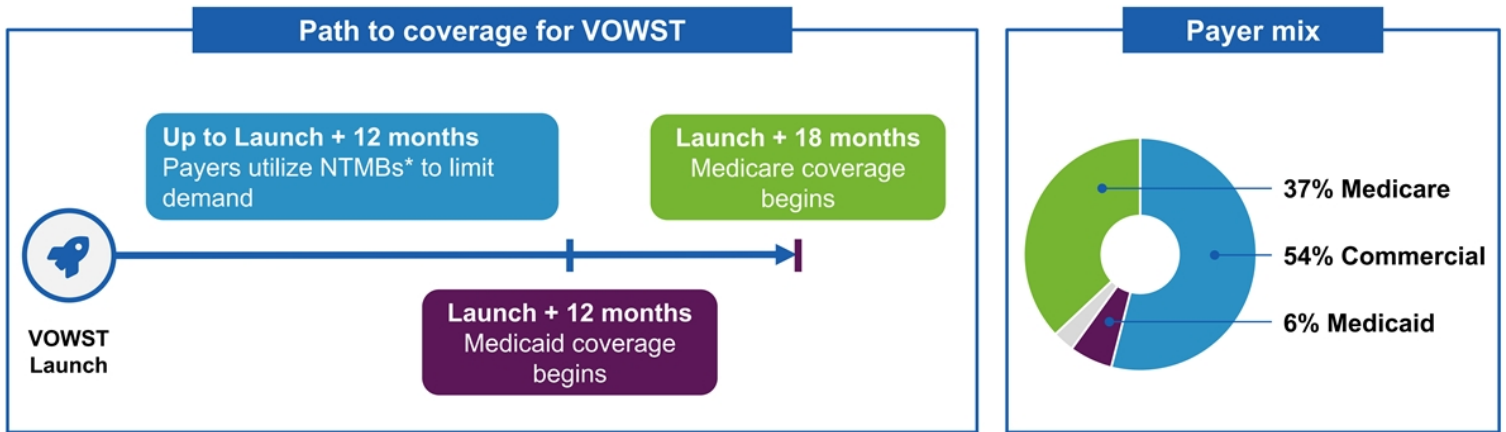 Path to coverage for VOWST
Up to Launch + 12 months
Payers utilize NTMBs* to limit
demand
Launch + 18 months
Medicare coverage
begins
VOWST
Launch
Launch + 12 months
Medicaid coverage
begins
Payer mix
37% Medicare
54% Commercial
6% Medicaid